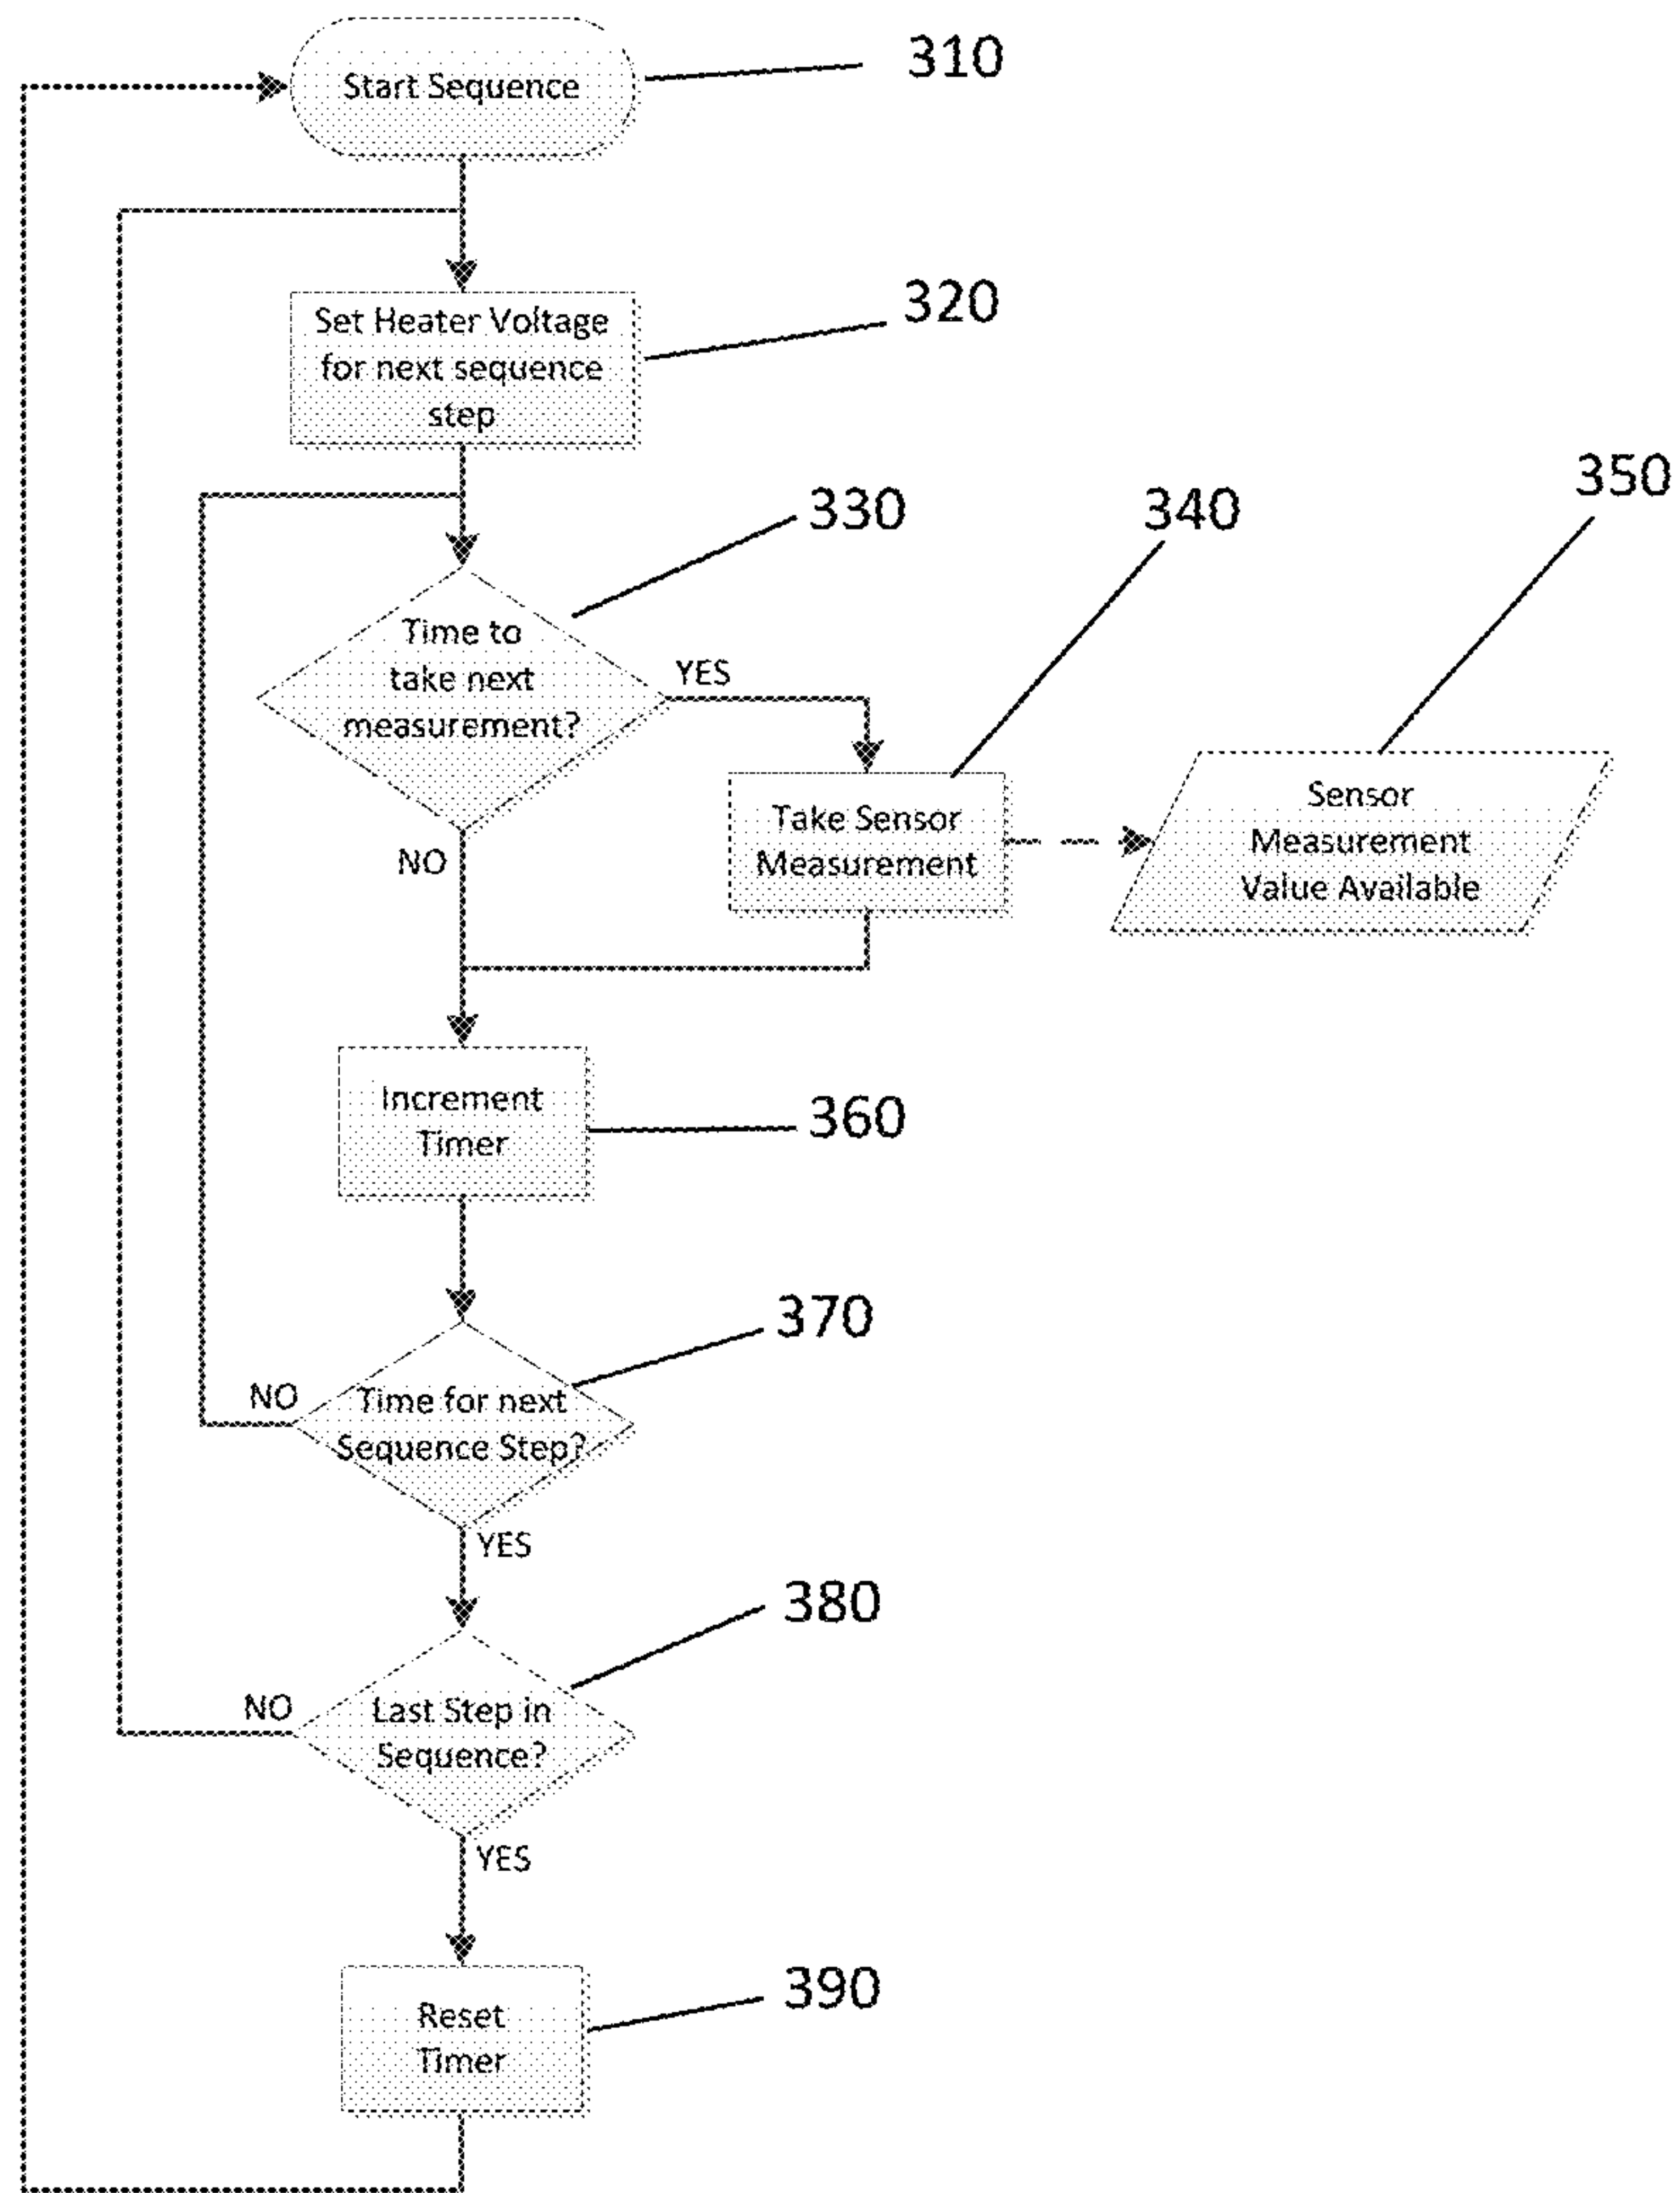 Start Sequence
310
Set Heater Voltage
for next sequence
step
320
Time to
take next
measurement?
330
YES
NO
Take Sensor
Measurement
340
Sensor
Measurement
Value Available
350
Increment
Timer
360
Time for next
Sequence Step?
370
NO
YES
Last Step in
Sequence?
380
NO
YES
Reset
Timer
390